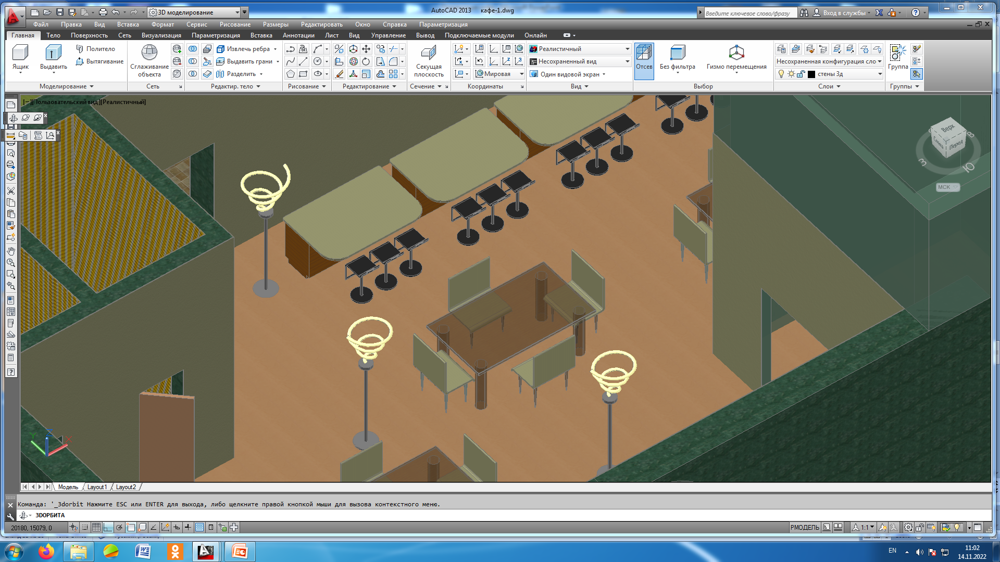 3D моделирование
AutoCAD 2013 кафе-1.dwg
Введите ключевое слово/фразу
Вход в службы
Файл Правка Вид Вставка Формат Сервис Рисование Размеры Редактировать Окно Справка Параметризация
Главная Тело Поверхность Сеть Визуализация Параметризация Вставка Аннотации Лист Вид Управление Вывод Подключаемые модули Онлайн
Ящик
Выдавить
Политело
Вытягивание
Моделирование
Сглаживание объекта
Сеть
Извлечь ребра
Выдавить грани
Разделить
Редактир. тело
Рисование
Редактирование
Секущая плоскость
Сечение
Мировая
Координаты
Реалистичный
Несохраненный вид
Один видовой экран
Вид
Отсев
Без фильтра
Гизмо перемещения
Выбор
Несохраненная конфигурация сло
стены 3д
Слои
Группа
Группы
[−][Пользовательский вид][Реалистичный]
Верх
Слева
Перед
В
З
Ю
МСК
Y
X
Модель Layout1 Layout2
Команда: '_3dorbit Нажмите ESC или ENTER для выхода, либо щелкните правой кнопкой мыши для вызова контекстного меню.
3DОРБИТА
20180, 15079, 0
РМОДЕЛЬ
1:1
EN
11:02
14.11.2022